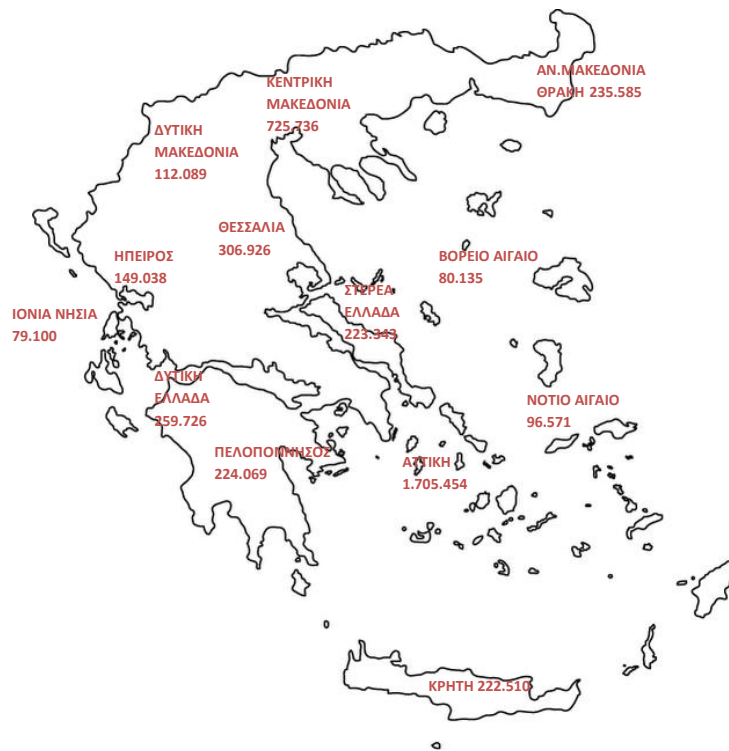 ΑΝ.ΜΑΚΕΔΟΝΙΑ
ΘΡΑΚΗ 235.585
ΚΕΝΤΡΙΚΗ
ΜΑΚΕΔΟΝΙΑ
725.736
ΔΥΤΙΚΗ
ΜΑΚΕΔΟΝΙΑ
112.089
ΘΕΣΣΑΛΙΑ
306.926
ΗΠΕΙΡΟΣ
149.038
ΒΟΡΕΙΟ ΑΙΓΑΙΟ
80.135
ΣΤΕΡΕΑ
ΕΛΛΑΔΑ
223.343
ΙΟΝΙΑ ΝΗΣΙΑ
79.100
ΔΥΤΙΚΗ
ΕΛΛΑΔΑ
259.726
ΝΟΤΙΟ ΑΙΓΑΙΟ
96.571
ΠΕΛΟΠΟΝΝΗΣΟΣ
224.069
ΑΤΤΙΚΗ
1.705.454
ΚΡΗΤΗ 222.510